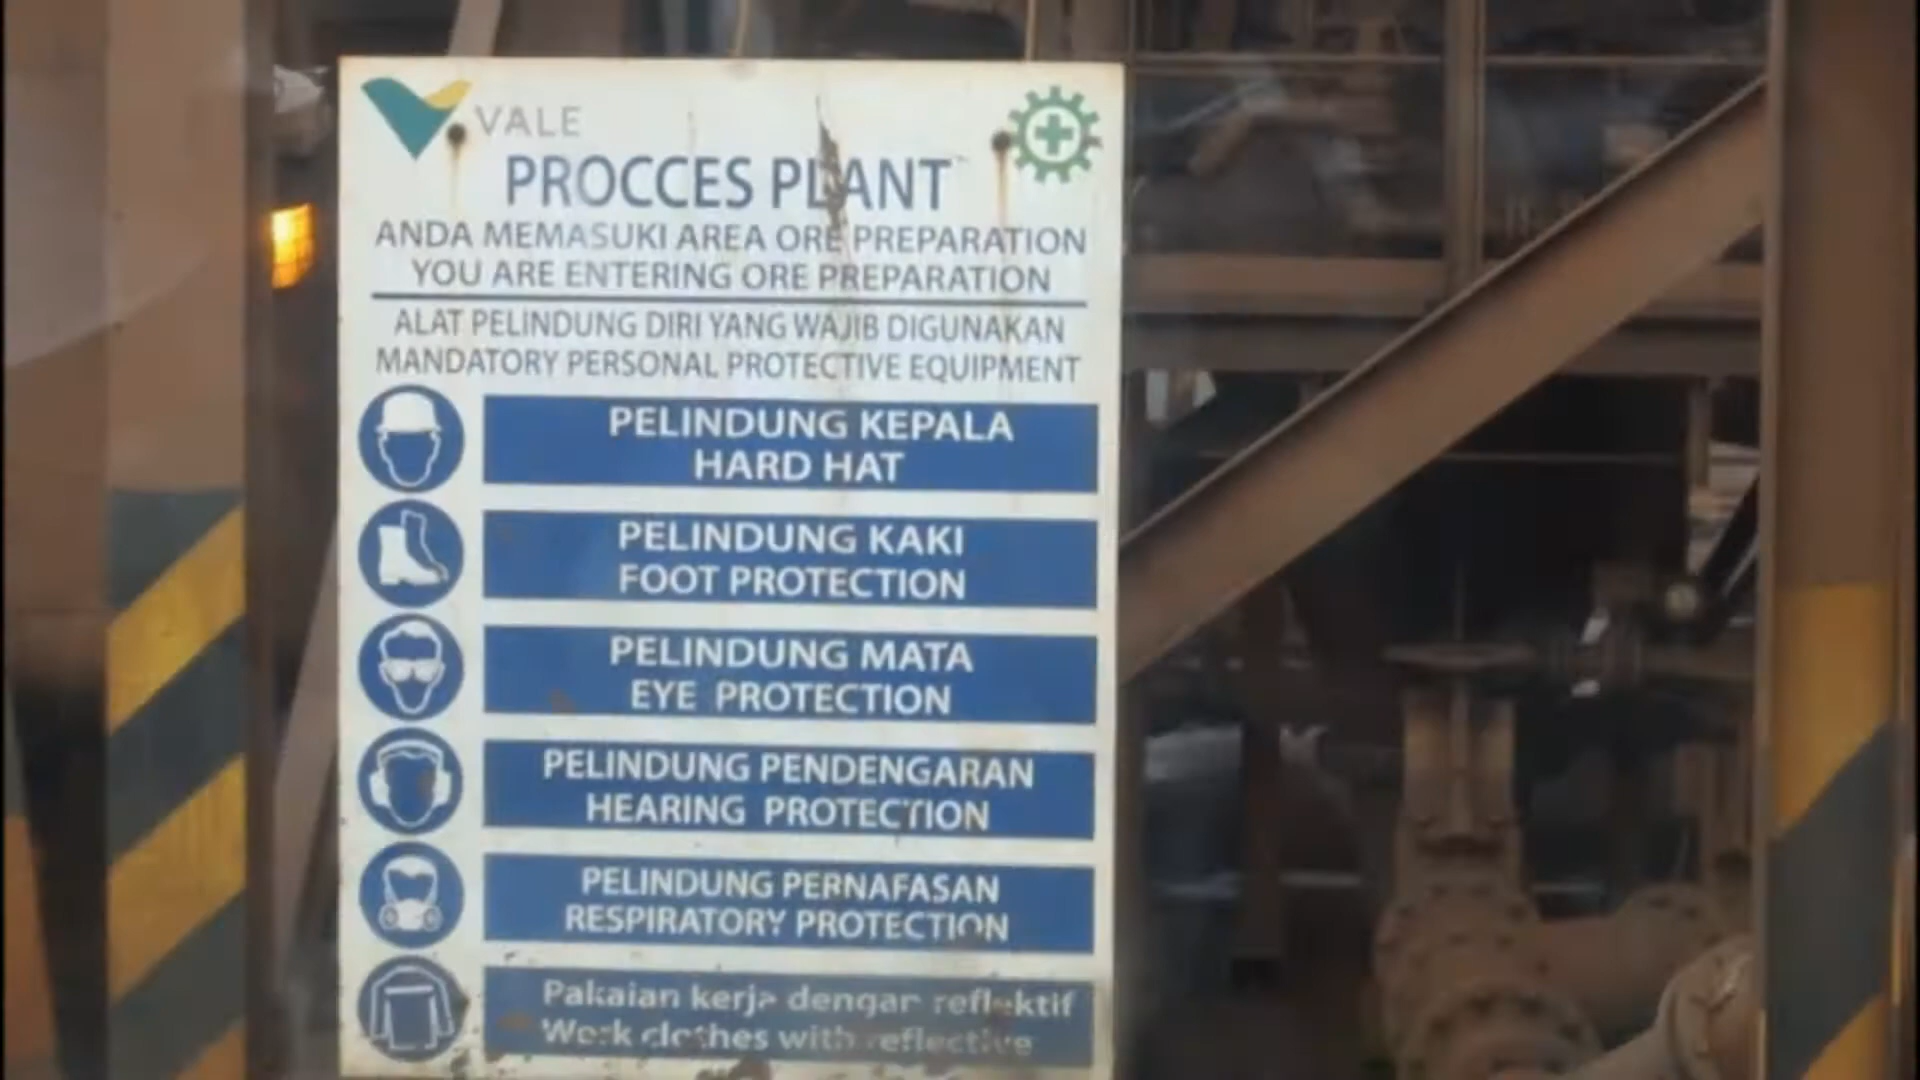 VALE
PROCCES PLANT
ANDA MEMASUKI AREA ORE PREPARATION
YOU ARE ENTERING ORE PREPARATION
ALAT PELINDUNG DIRI YANG WAJIB DIGUNAKAN
MANDATORY PERSONAL PROTECTIVE EQUIPMENT
PELINDUNG KEPALA
HARD HAT
PELINDUNG KAKI
FOOT PROTECTION
PELINDUNG MATA
EYE PROTECTION
PELINDUNG PENDENGARAN
HEARING PROTECTION
PELINDUNG PERNAFASAN
RESPIRATORY PROTECTION
Pakaian kerja dengan reflektif
Work clothes with reflective